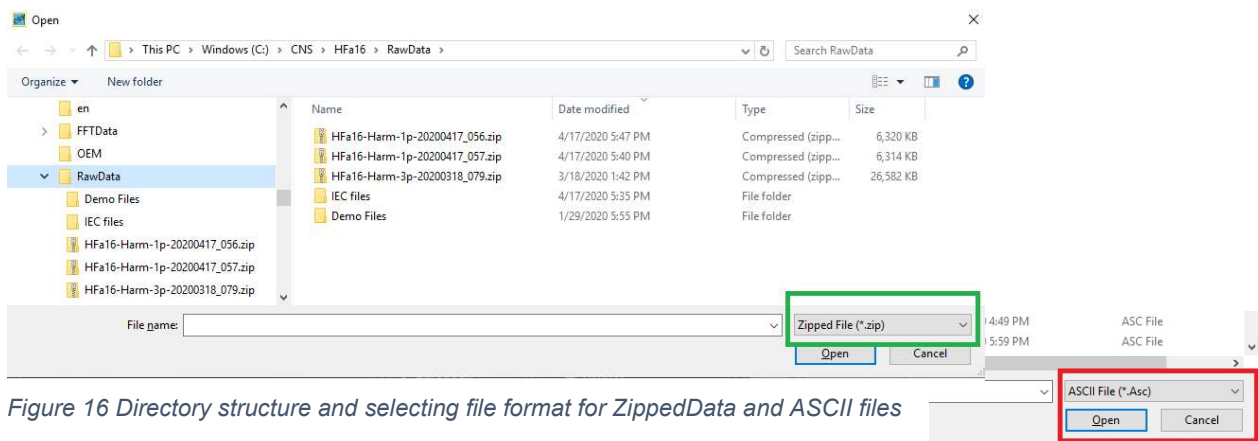 Open
This PC > Windows (C:) > CNS > HFa16 > RawData >
Search RawData
Organize
New folder
en
FFTData
OEM
RawData
Demo Files
IEC files
HFa16-Harm-1p-20200417_056.zip
HFa16-Harm-1p-20200417_057.zip
HFa16-Harm-3p-20200318_079.zip
Name Date modified Type Size
HFa16-Harm-1p-20200417_056.zip 4/17/2020 5:47 PM Compressed (zipp... 6,320 KB
HFa16-Harm-1p-20200417_057.zip 4/17/2020 5:40 PM Compressed (zipp... 6,314 KB
HFa16-Harm-3p-20200318_079.zip 3/18/2020 1:42 PM Compressed (zipp... 26,582 KB
IEC files 4/17/2020 5:35 PM File folder
Demo Files 1/29/2020 5:55 PM File folder
File name:
Zipped File (*.zip)
Open Cancel
4:49 PM ASC File
5:59 PM ASC File
ASCII File (*.Asc)
Open Cancel
Figure 16 Directory structure and selecting file format for ZippedData and ASCII files